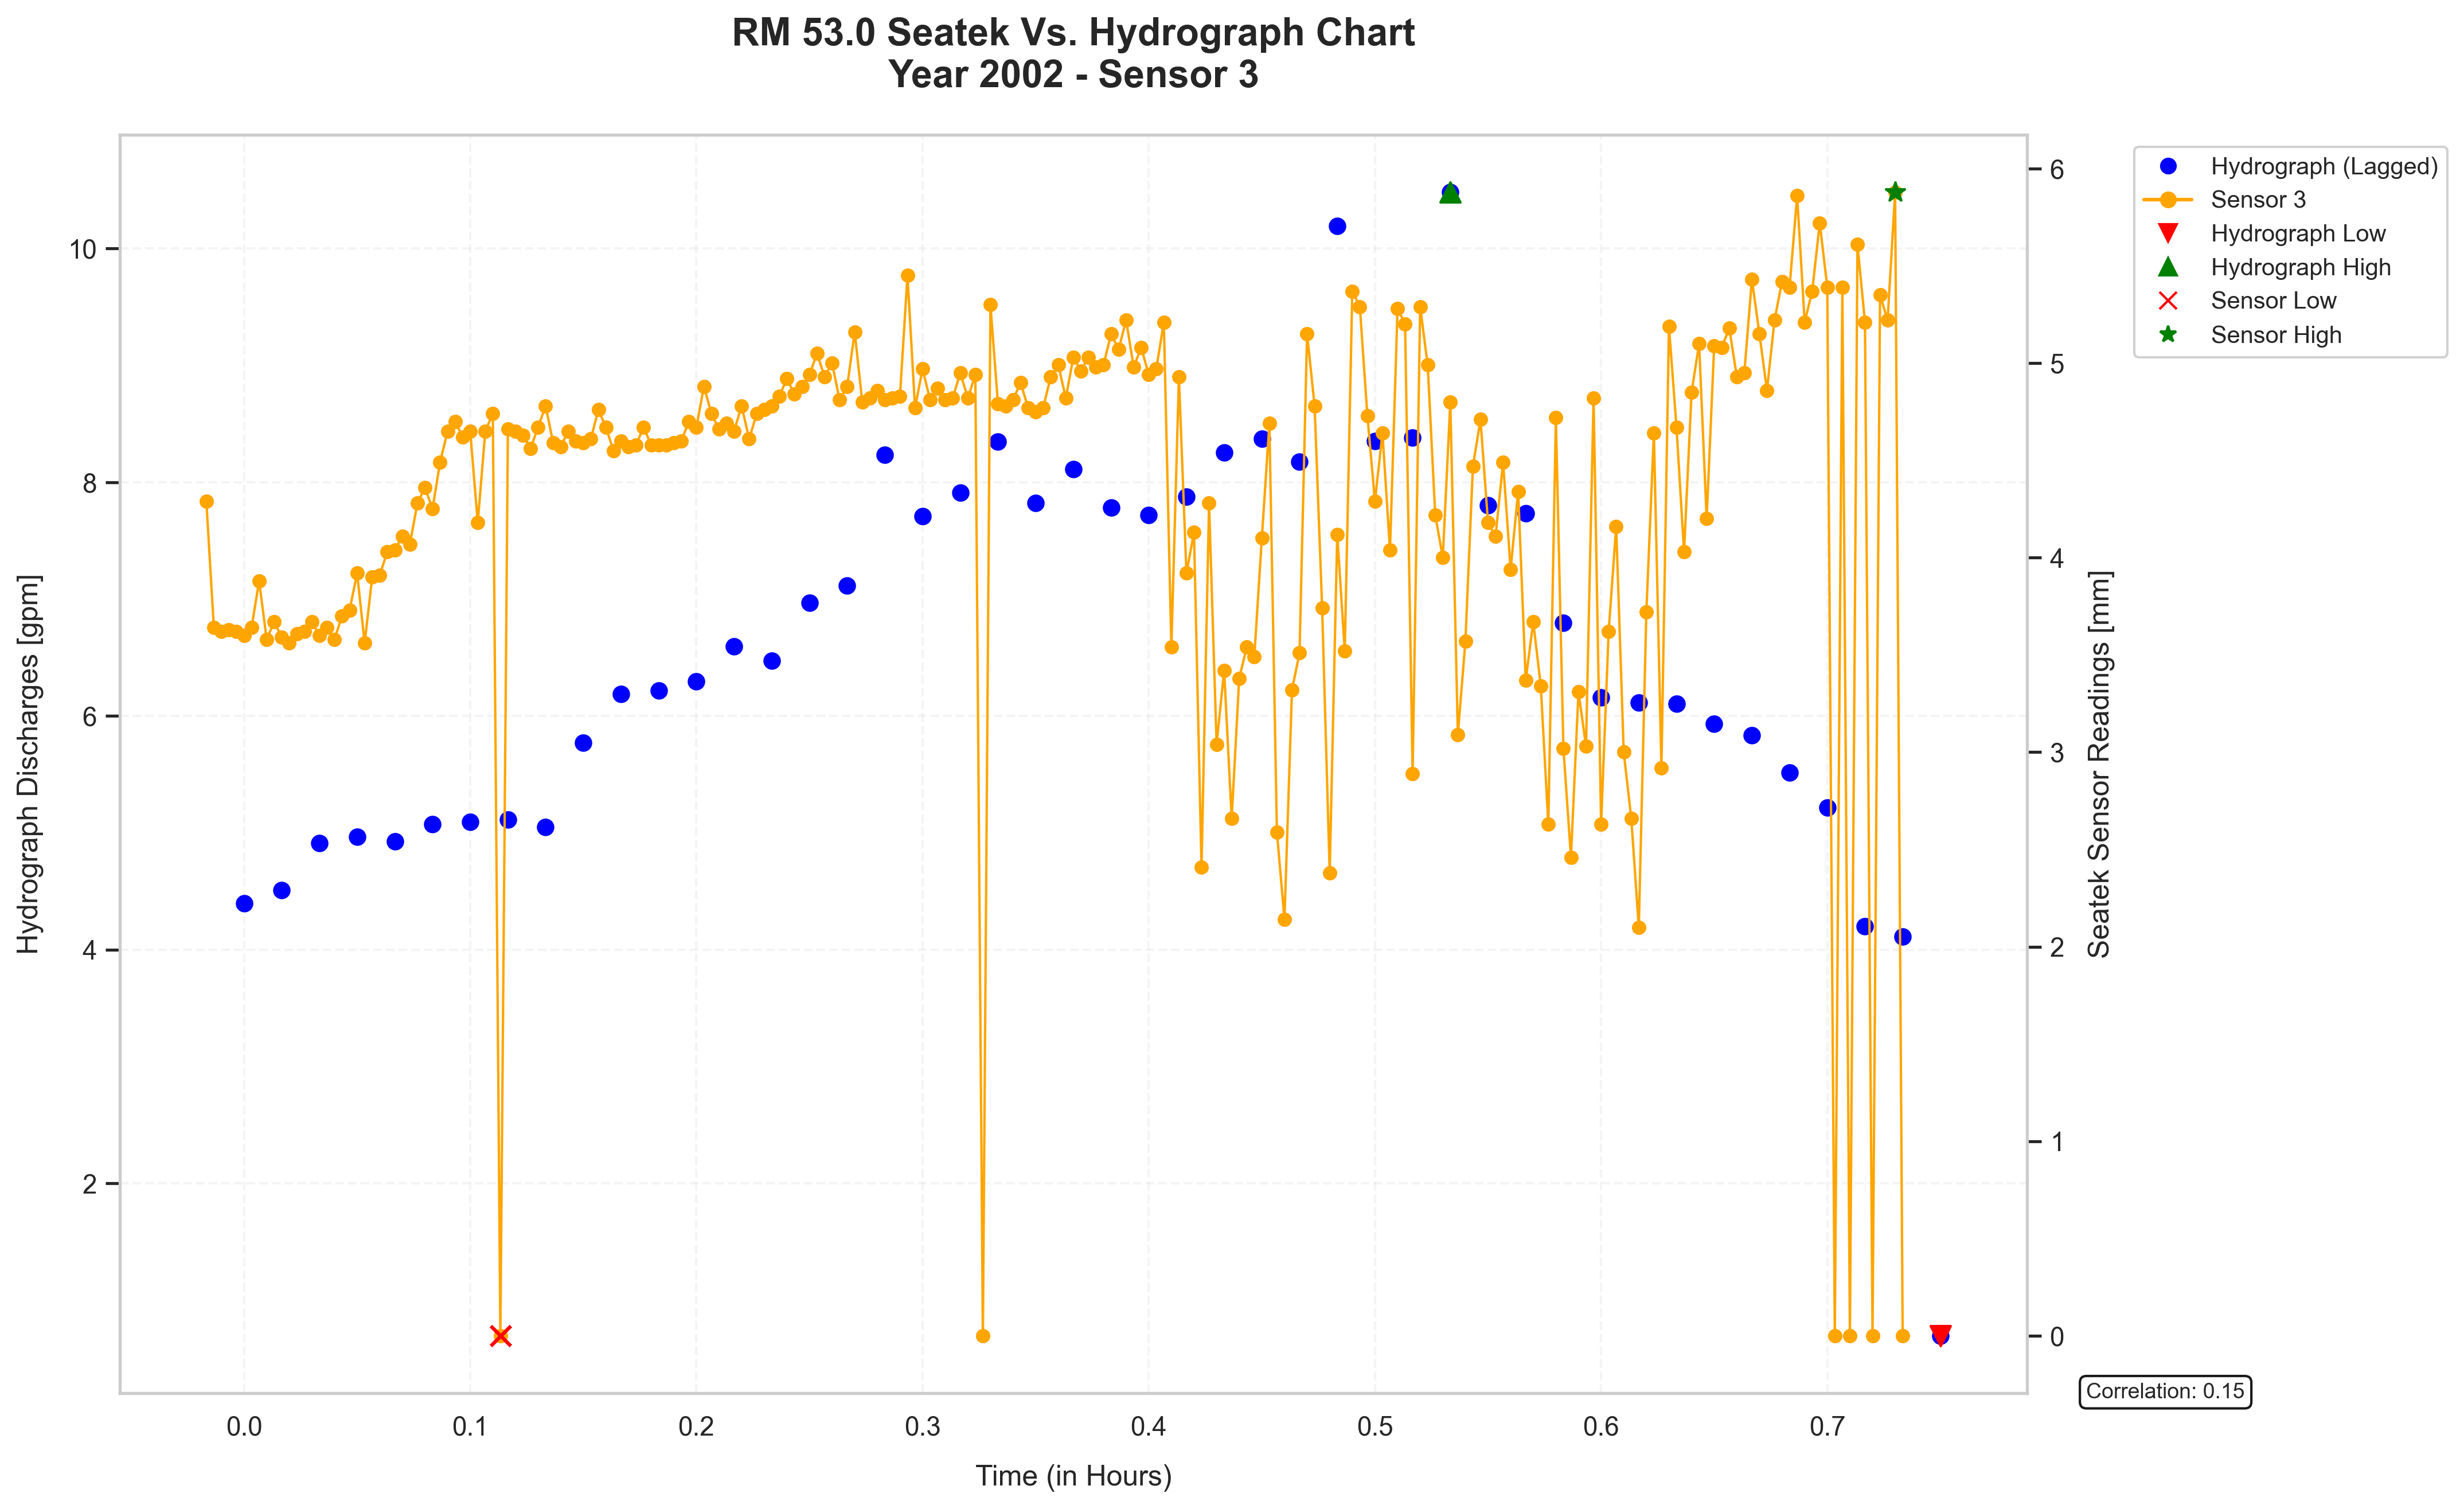 RM 53.0 Seatek Vs. Hydrograph Chart
Year 2002 - Sensor 3
Hydrograph Discharges [gpm]
10
8
6
4
2
Seatek Sensor Readings [mm]
6
5
4
3
2
1
0
0.0 0.1 0.2 0.3 0.4 0.5 0.6 0.7
Time (in Hours)
Hydrograph (Lagged)
Sensor 3
Hydrograph Low
Hydrograph High
Sensor Low
Sensor High
Correlation: 0.15